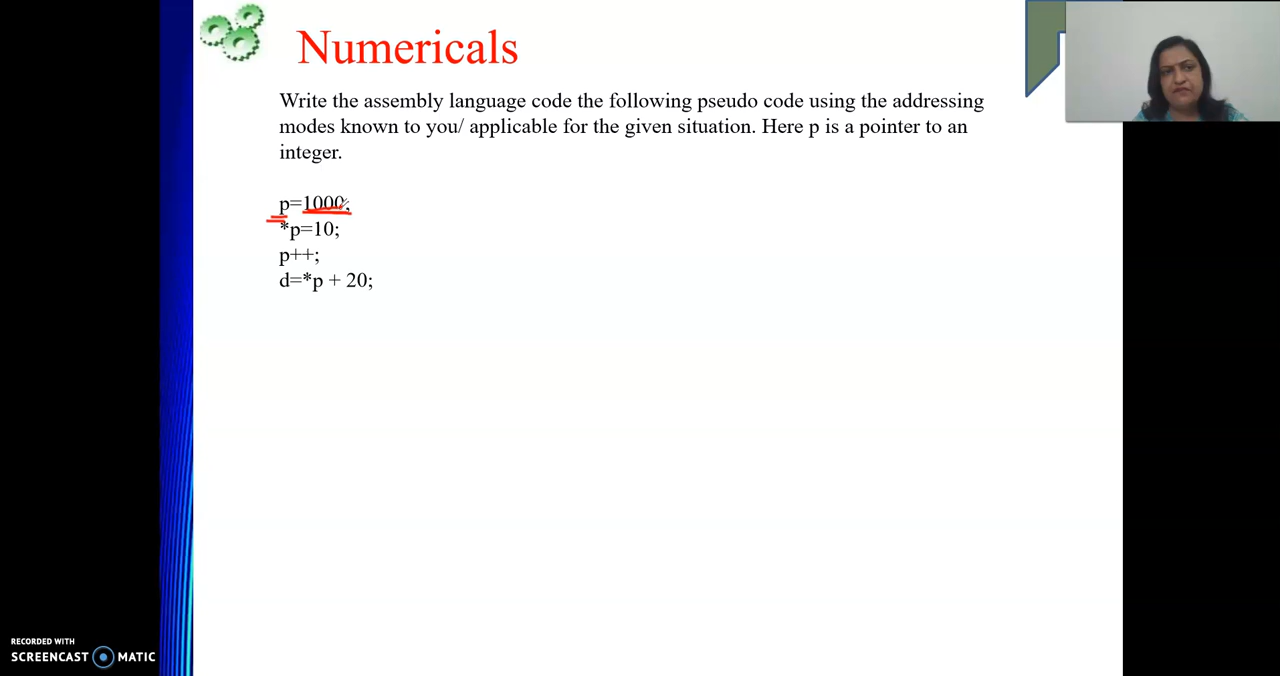 Numericals
Write the assembly language code the following pseudo code using the addressing
modes known to you/ applicable for the given situation. Here p is a pointer to an
integer.
p=1000;
*p=10;
p++;
d=*p + 20;
RECORDED WITH
SCREENCAST MATIC